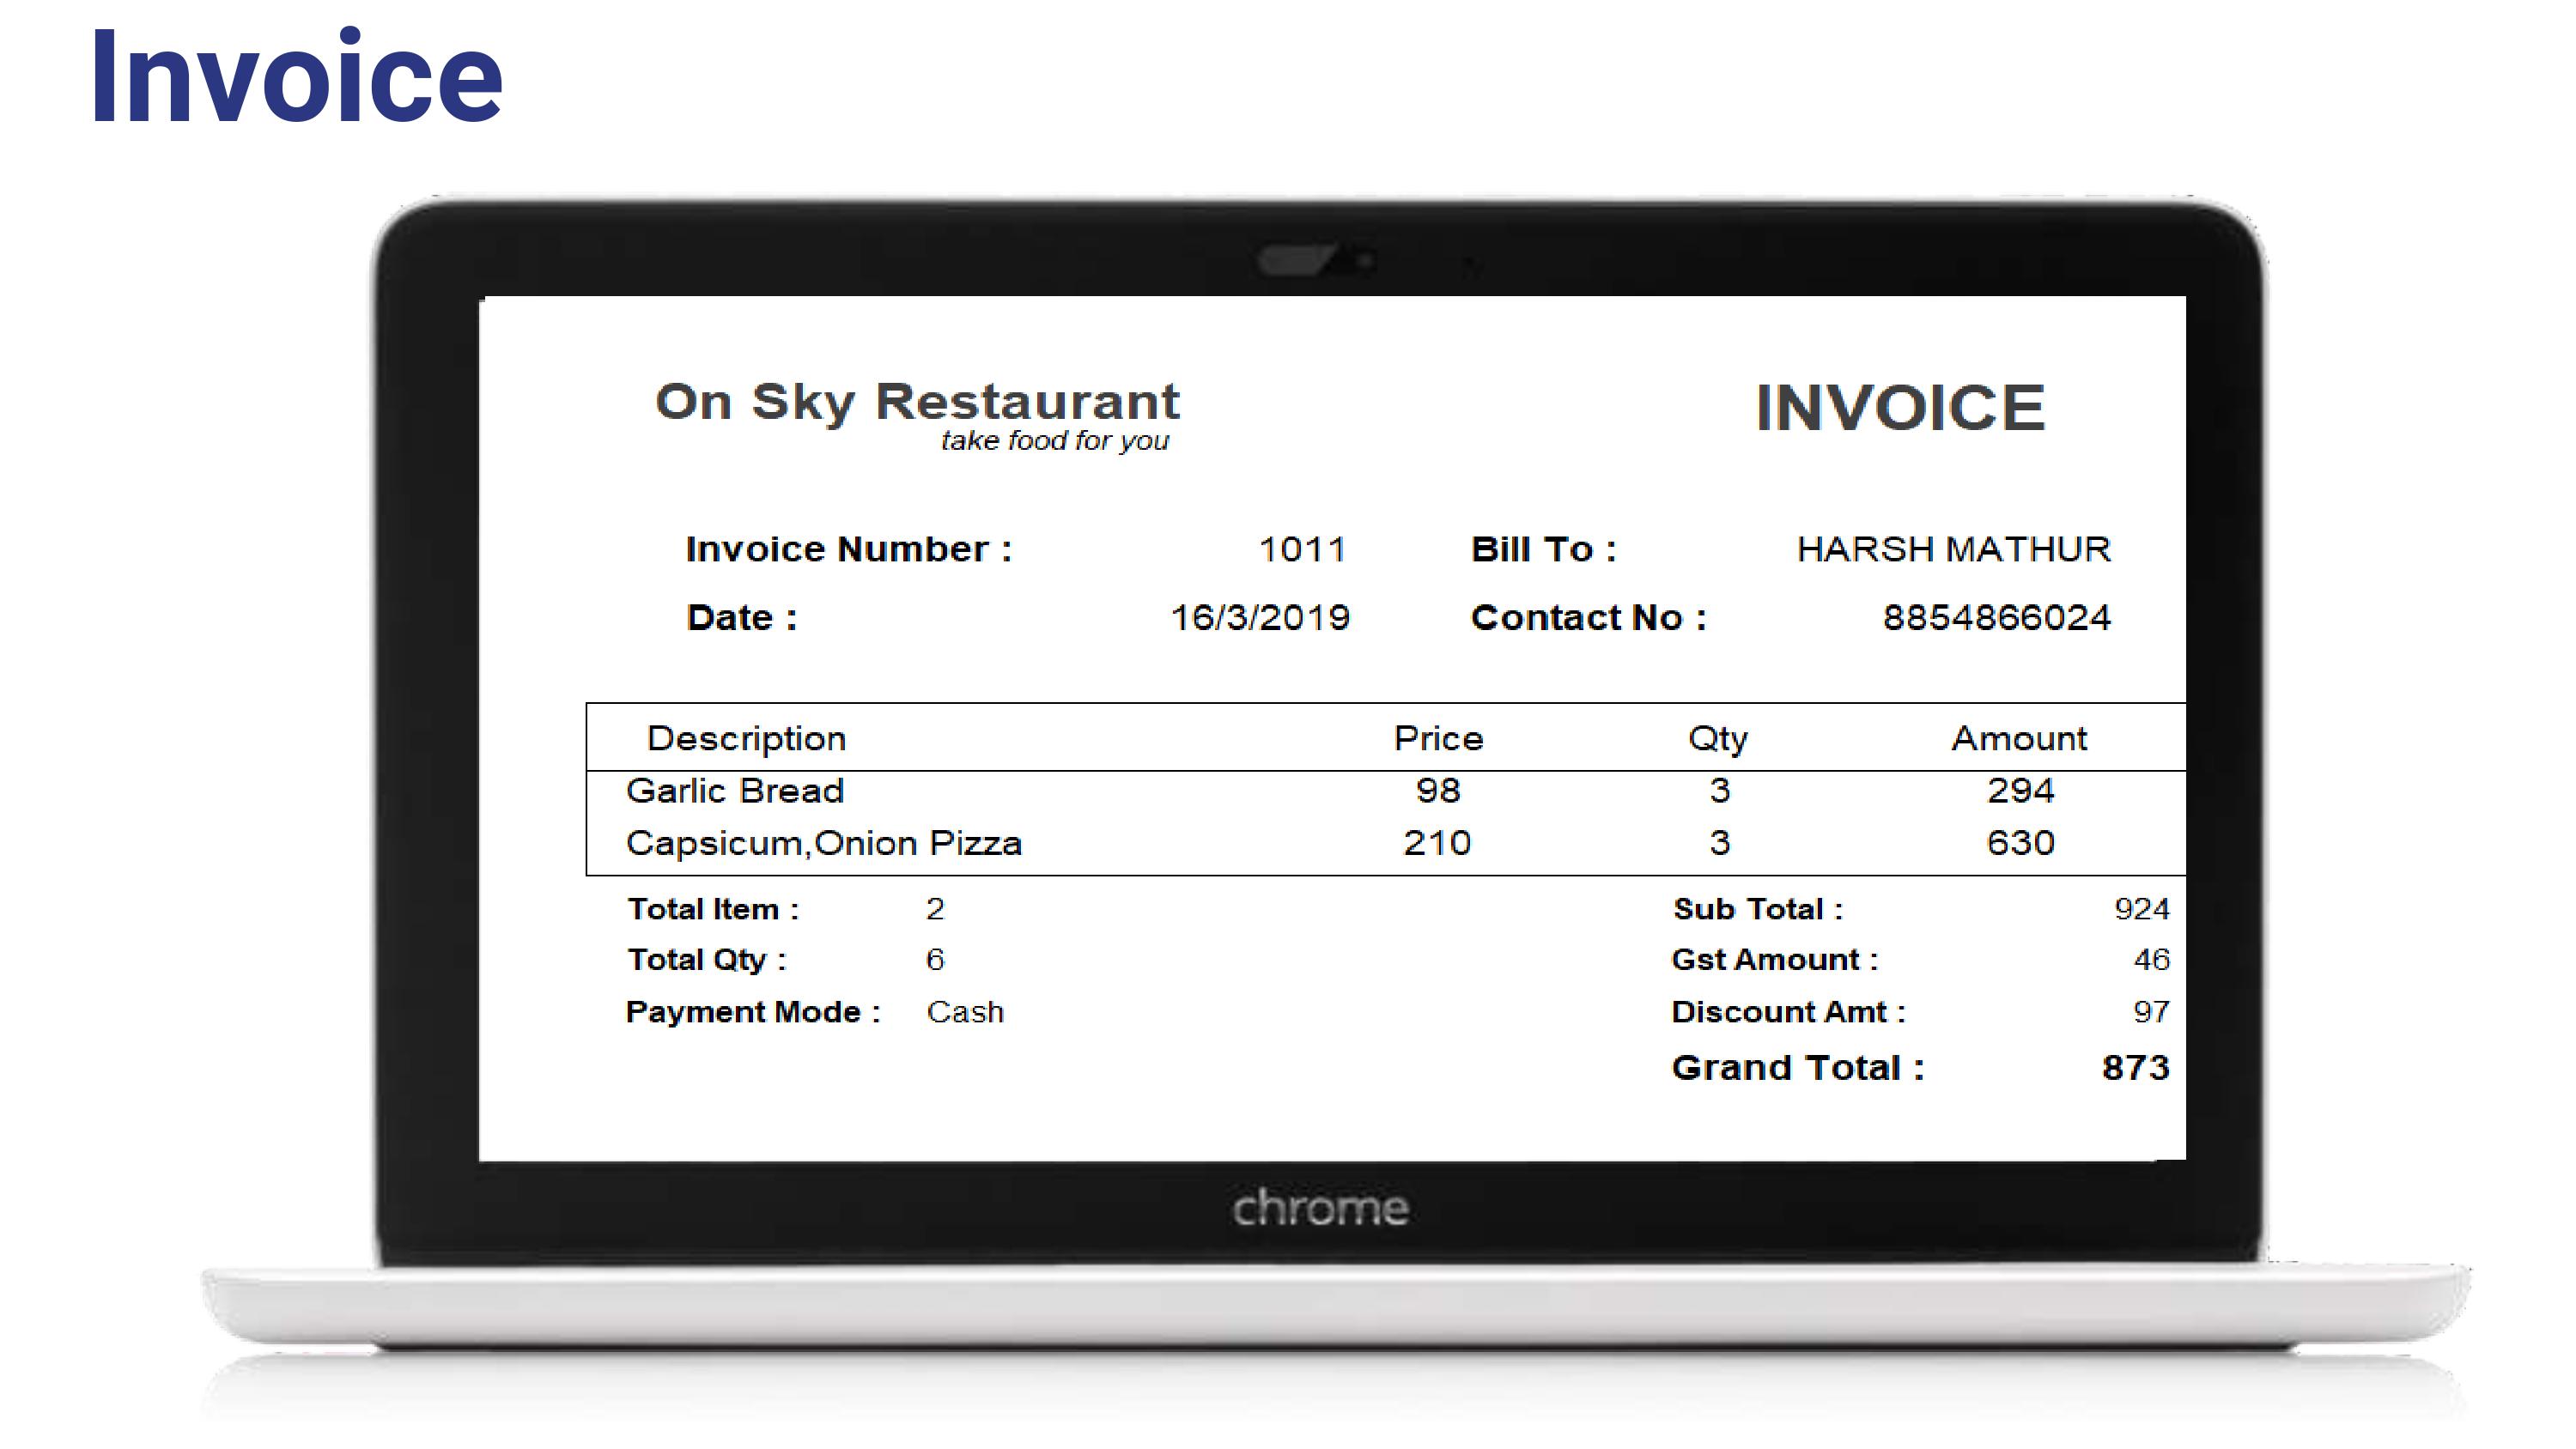 Invoice
On Sky Restaurant
take food for you
INVOICE
Invoice Number : 1011 Bill To : HARSH MATHUR
Date : 16/3/2019 Contact No : 8854866024
Description Price Qty Amount
Garlic Bread 98 3 294
Capsicum,Onion Pizza 210 3 630
Total Item : 2 Sub Total : 924
Total Qty : 6 Gst Amount : 46
Payment Mode : Cash Discount Amt : 97
Grand Total : 873
chrome